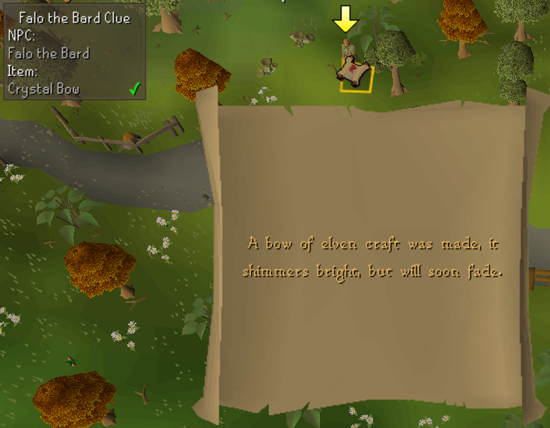 Falo the Bard Clue
NPC:
Falo the Bard
Item:
Crystal Bow
A bow of elven craft was made, it
shimmers bright, but will soon fade.